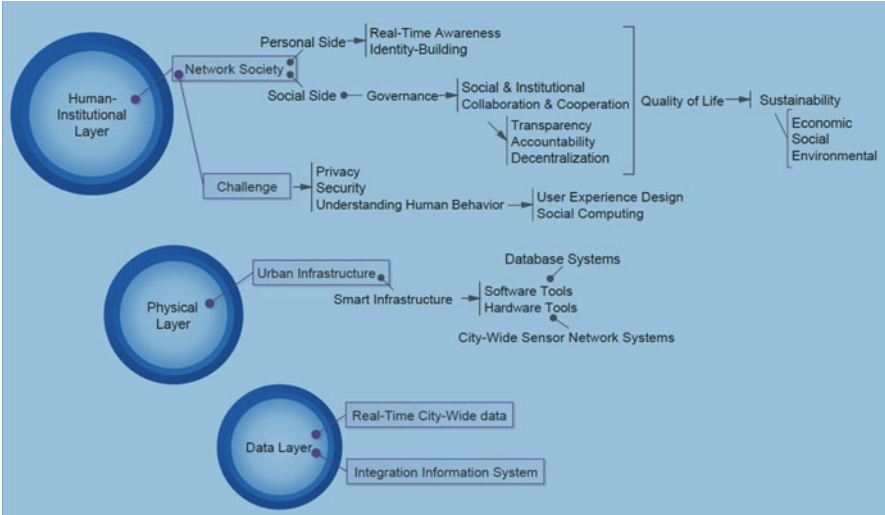 Human-
Institutional
Layer
Network Society
Personal Side
Real-Time Awareness
Identity-Building
Social Side
Governance
Social & Institutional
Collaboration & Cooperation
Transparency
Accountability
Decentralization
Quality of Life
Sustainability
Economic
Social
Environmental
Challenge
Privacy
Security
Understanding Human Behavior
User Experience Design
Social Computing
Physical
Layer
Urban Infrastructure
Smart Infrastructure
Database Systems
Software Tools
Hardware Tools
City-Wide Sensor Network Systems
Data Layer
Real-Time City-Wide data
Integration Information System